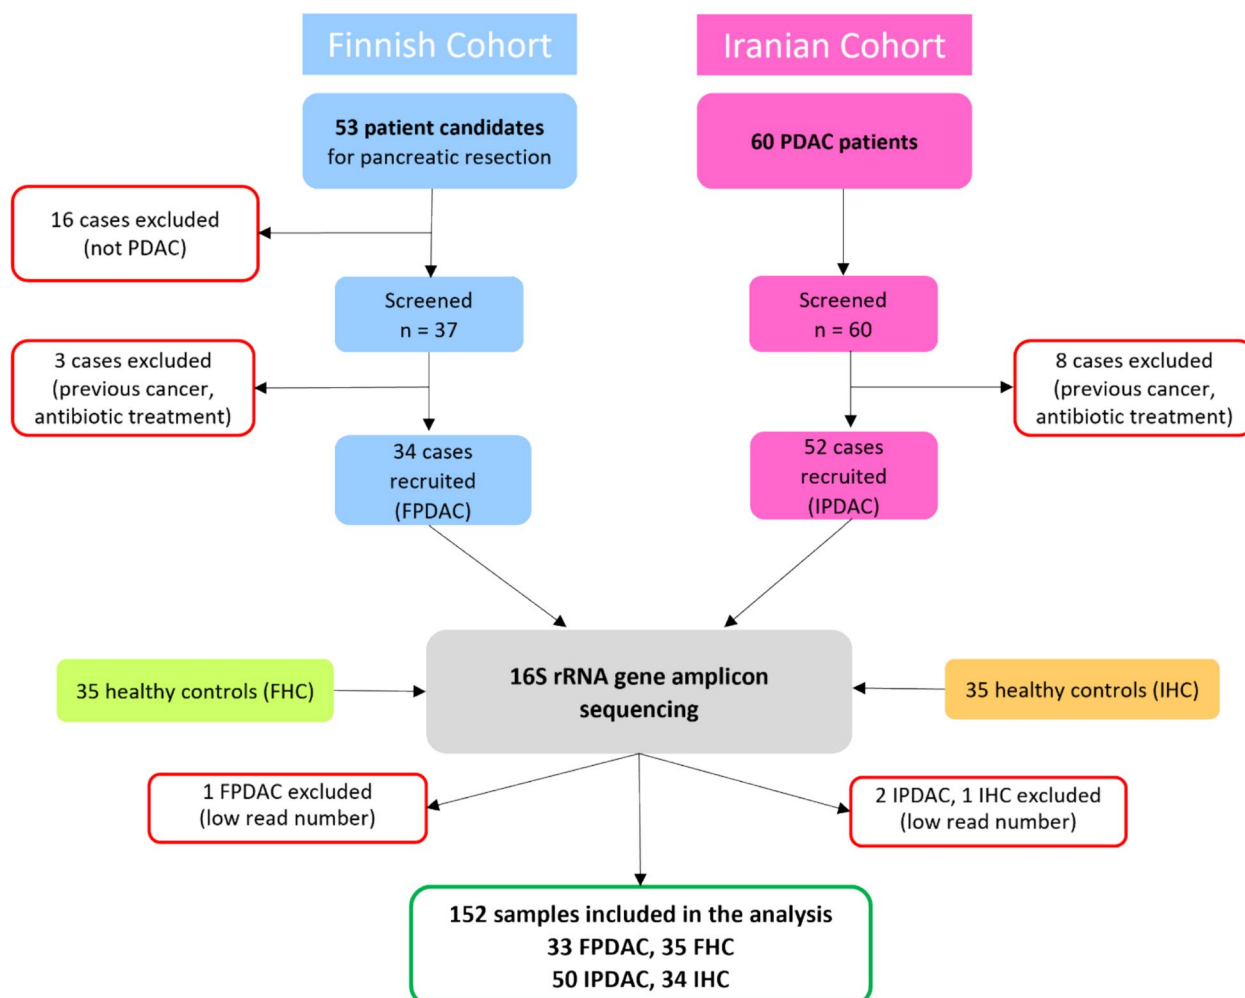 Finnish Cohort
Iranian Cohort
53 patient candidates
for pancreatic resection
60 PDAC patients
16 cases excluded
(not PDAC)
Screened
n = 37
Screened
n = 60
3 cases excluded
(previous cancer,
antibiotic treatment)
8 cases excluded
(previous cancer,
antibiotic treatment)
34 cases
recruited
(FPDAC)
52 cases
recruited
(IPDAC)
35 healthy controls (FHC)
16S rRNA gene amplicon
sequencing
35 healthy controls (IHC)
1 FPDAC excluded
(low read number)
2 IPDAC, 1 IHC excluded
(low read number)
152 samples included in the analysis
33 FPDAC, 35 FHC
50 IPDAC, 34 IHC